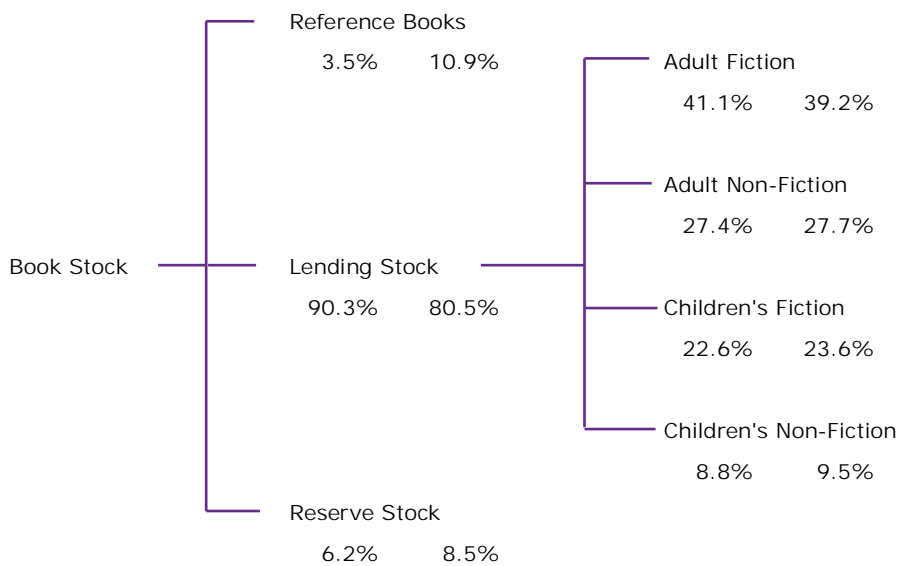 Reference Books
3.5% 10.9%
Adult Fiction
41.1% 39.2%
Adult Non-Fiction
27.4% 27.7%
Book Stock
Lending Stock
90.3% 80.5%
Children's Fiction
22.6% 23.6%
Children's Non-Fiction
8.8% 9.5%
Reserve Stock
6.2% 8.5%